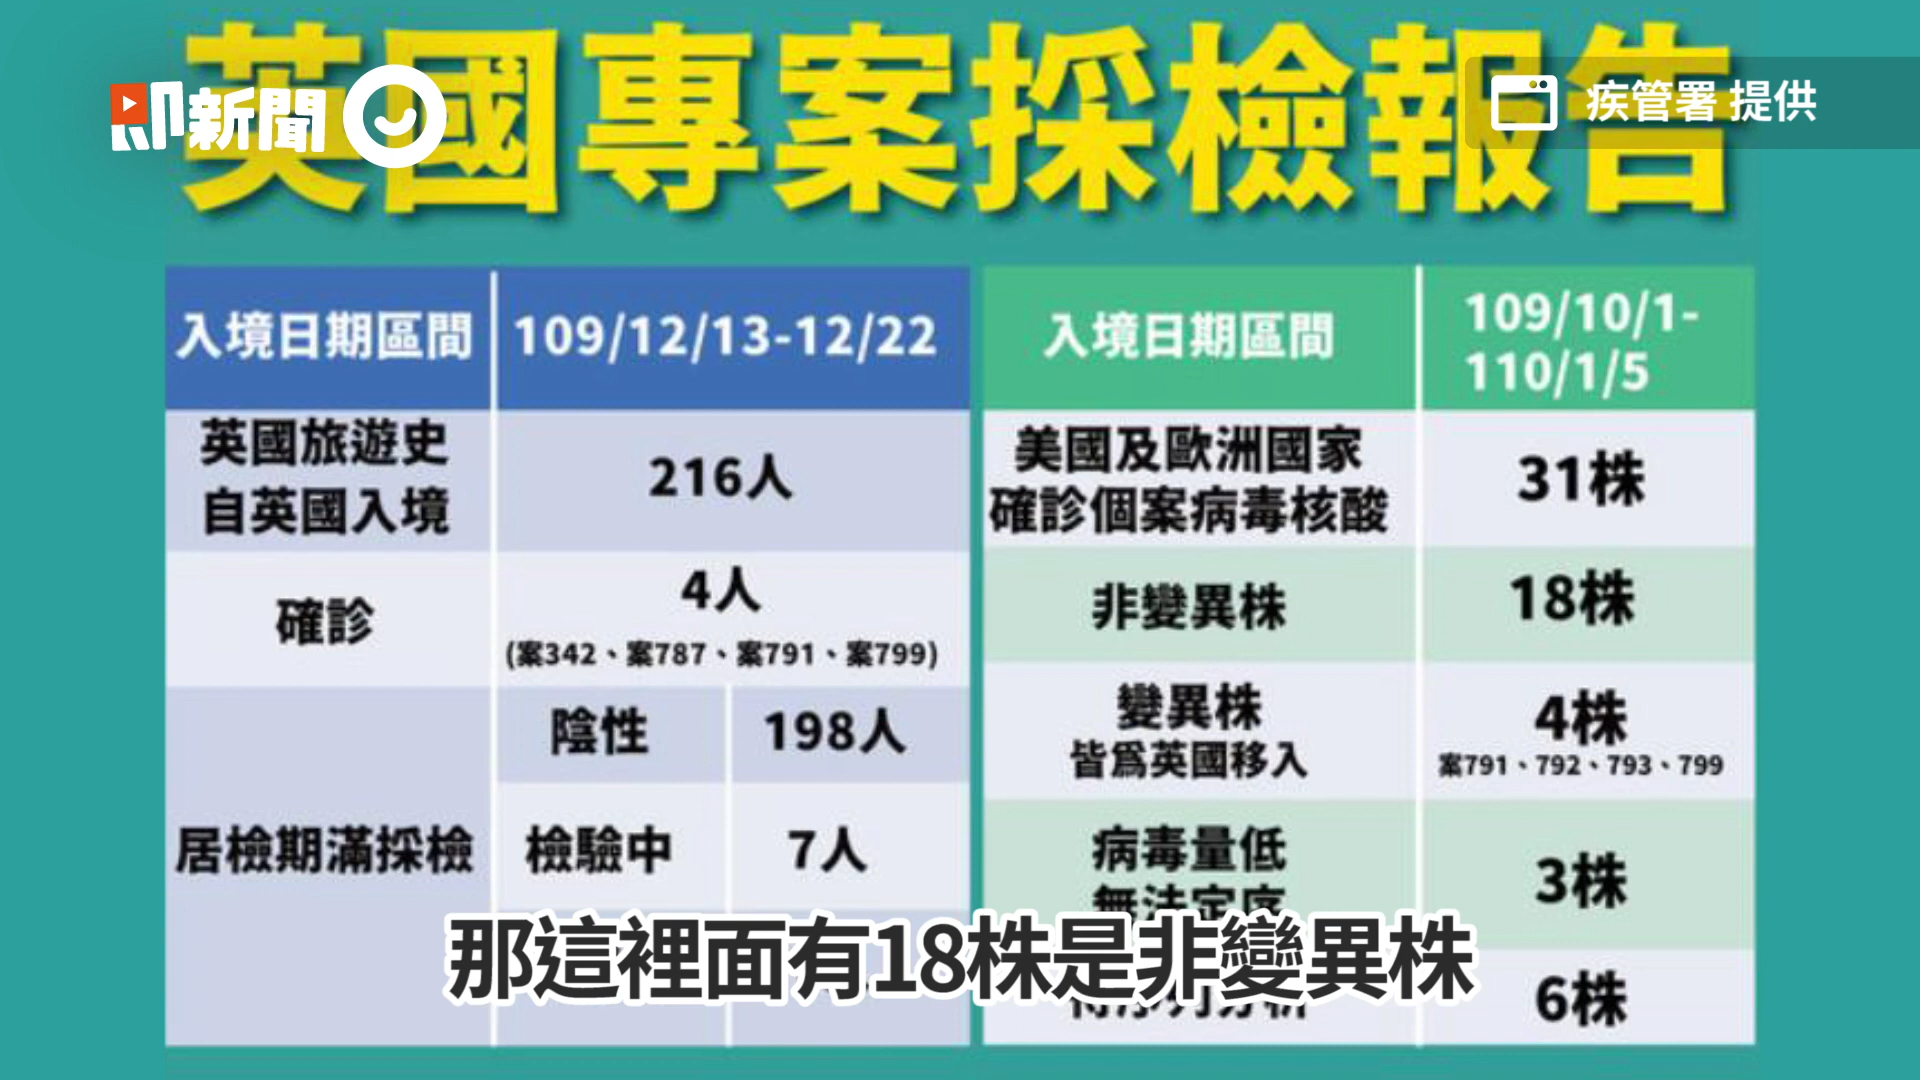 英國專案採檢報告
即新聞
疾管署 提供
入境日期區間
109/12/13-12/22
英國旅遊史
自英國入境
216人
確診
4人
(案342、案787、案791、案799)
居檢期滿採檢
陰性
198人
檢驗中
7人
入境日期區間
109/10/1-
110/1/5
美國及歐洲國家
確診個案病毒核酸
31株
非變異株
18株
變異株
皆為英國移入
4株
案791、792、793、799
病毒量低
無法定序
3株
6株
那這裡面有18株是非變異株